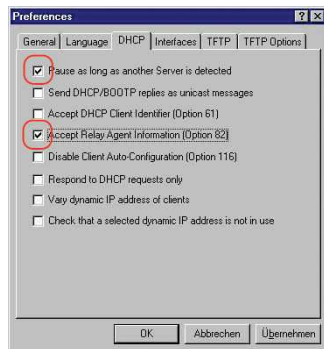 Preferences
General Language DHCP Interfaces TFTP TFTP Options
Pause as long as another Server is detected
Send DHCP/BOOTP replies as unicast messages
Accept DHCP Client Identifier (Option 61)
Accept Relay Agent Information (Option 82)
Disable Client Auto-Configuration (Option 116)
Respond to DHCP requests only
Vary dynamic IP address of clients
Check that a selected dynamic IP address is not in use
OK Abbrechen Übernehmen